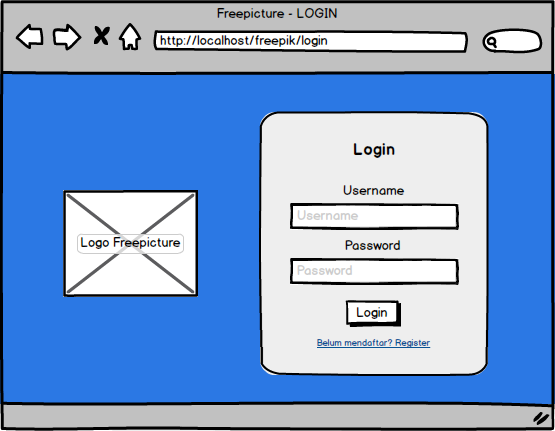 Freepicture - LOGIN
http://localhost/freepik/login
Login
Username
Username
Logo Freepicture
Password
Password
Login
Belum mendaftar? Register